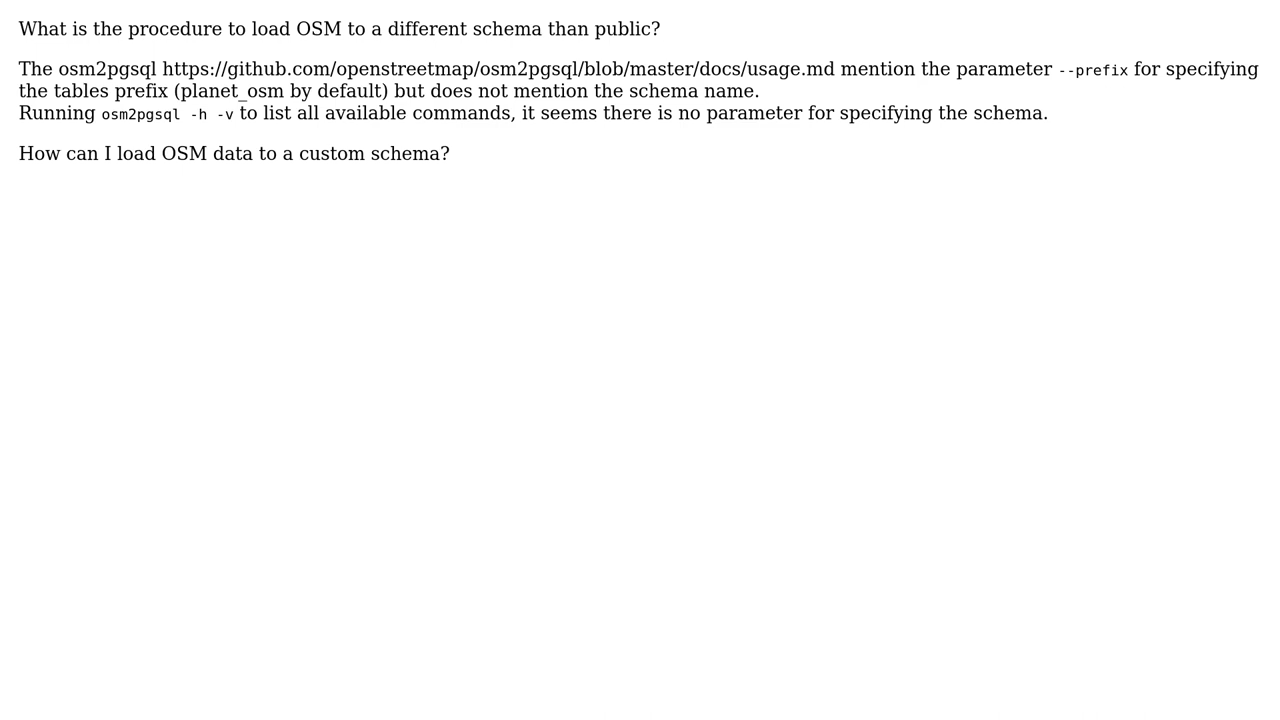 What is the procedure to load OSM to a different schema than public?
The osm2pgsql https://github.com/openstreetmap/osm2pgsql/blob/master/docs/usage.md mention the parameter --prefix for specifying
the tables prefix (planet_osm by default) but does not mention the schema name.
Running osm2pgsql -h -v to list all available commands, it seems there is no parameter for specifying the schema.
How can I load OSM data to a custom schema?